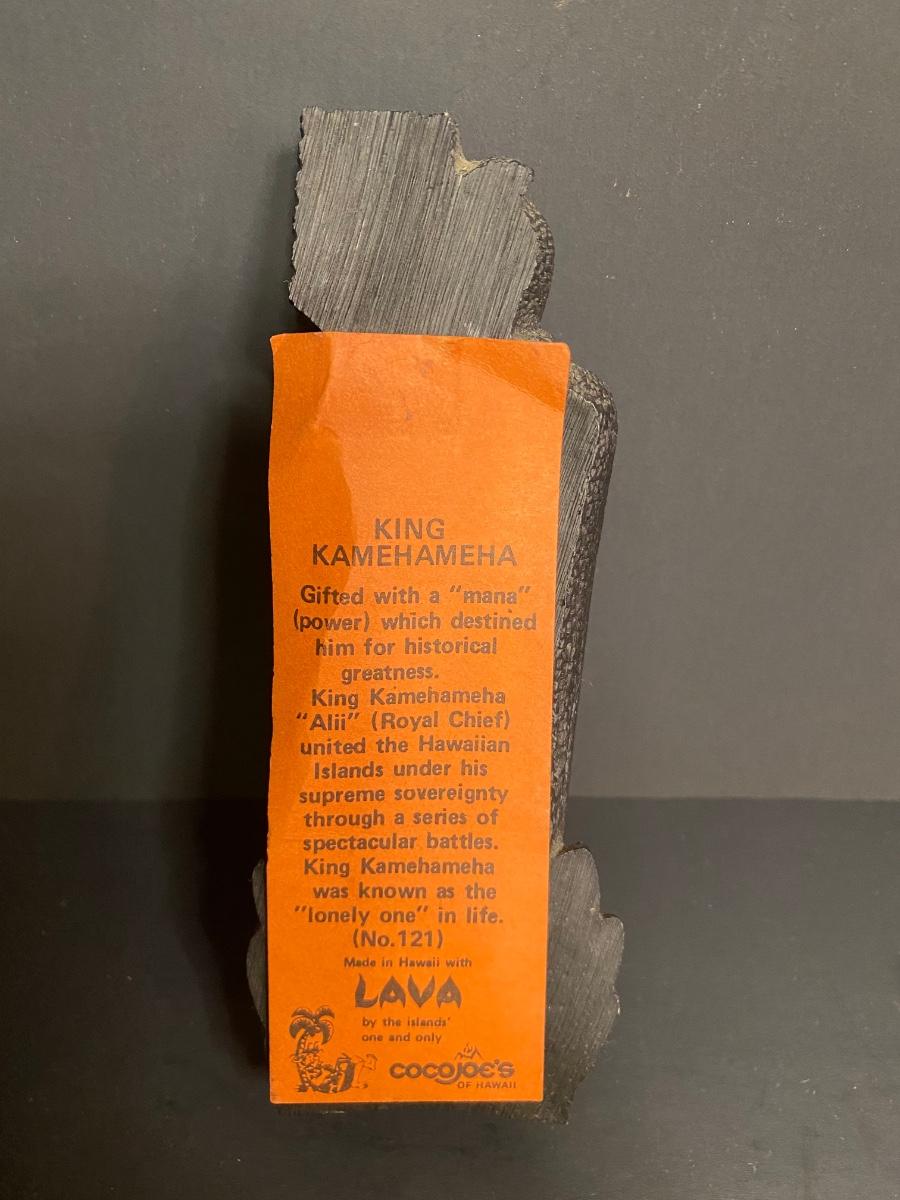 KING
KAMEHAMEHA
Gifted with a "mana"
(power) which destined
him for historical
greatness.
King Kamehameha
"Alii" (Royal Chief)
united the Hawaiian
Islands under his
supreme sovereignty
through a series of
spectacular battles.
King Kamehameha
was known as the
"lonely one" in life.
(No.121)
Made in Hawaii with
LAVA
by the islands'
one and only
COCOJOE'S
OF HAWAII